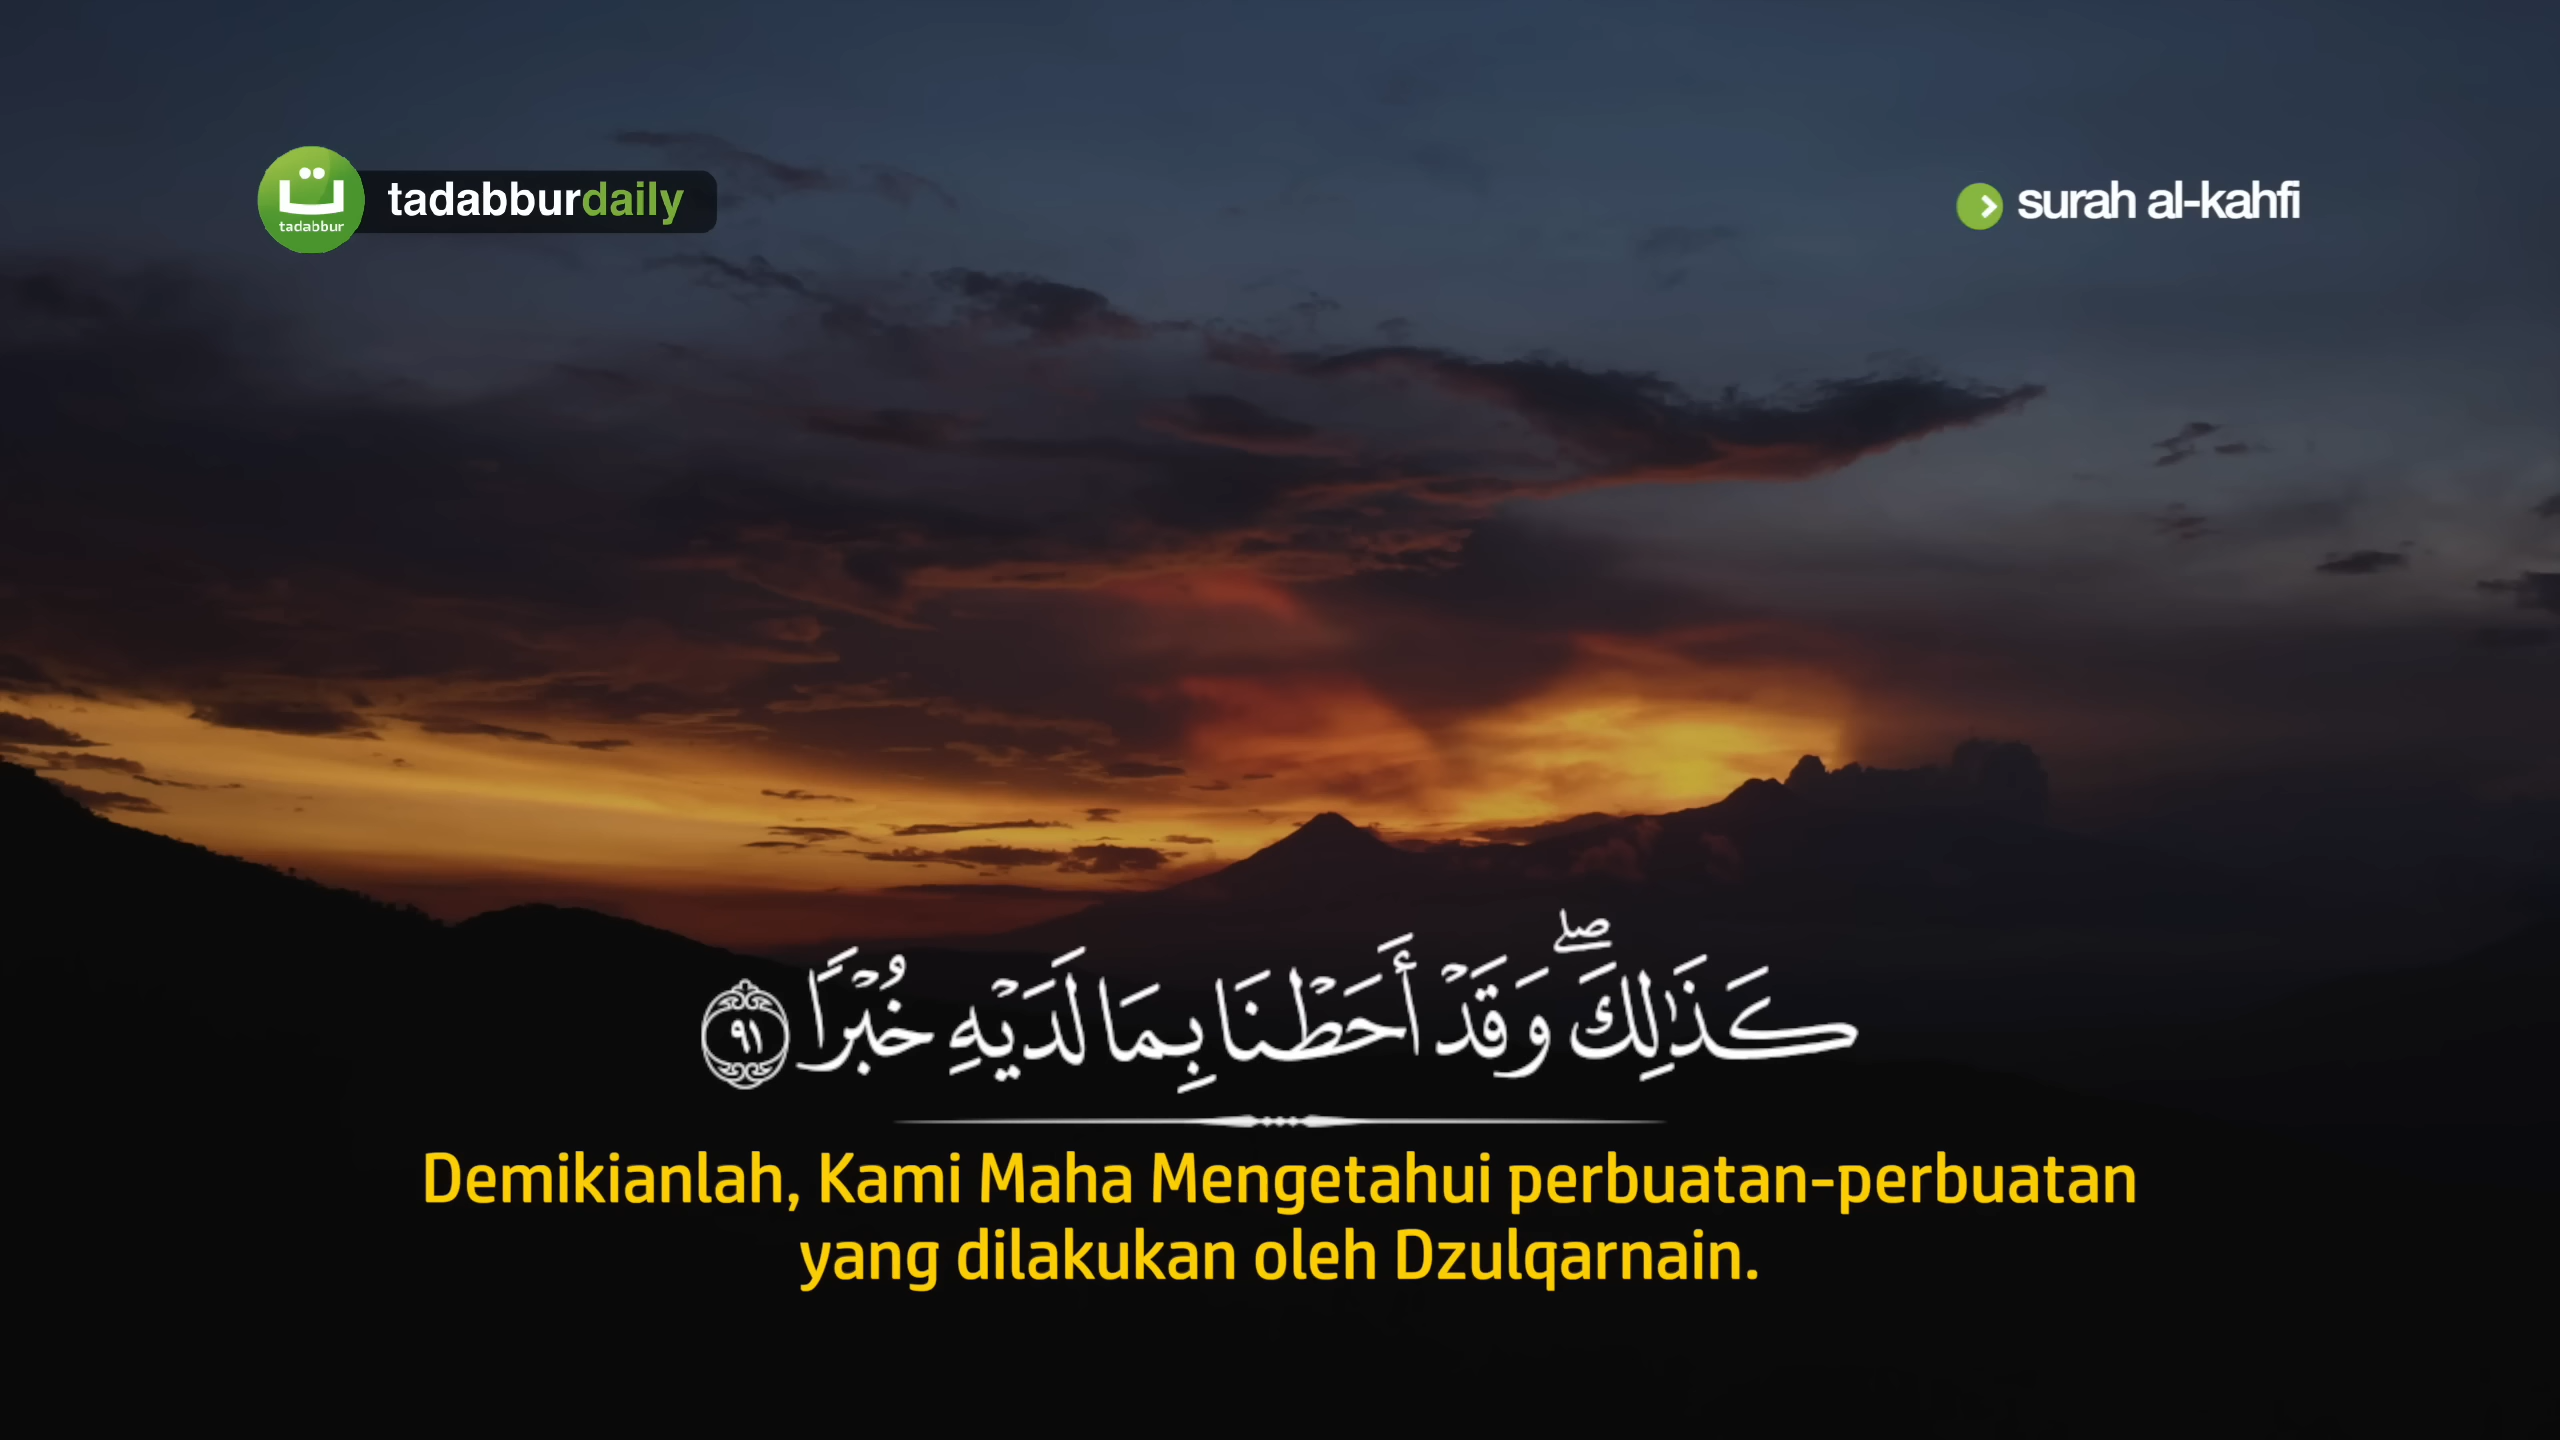 ت
tadabbur
tadabburdaily
surah al-kahfi
كَذَٰلِكَۖ وَقَدْ أَحَطْنَا بِمَا لَدَيْهِ خُبْرًا ٩١
Demikianlah, Kami Maha Mengetahui perbuatan-perbuatan
yang dilakukan oleh Dzulqarnain.